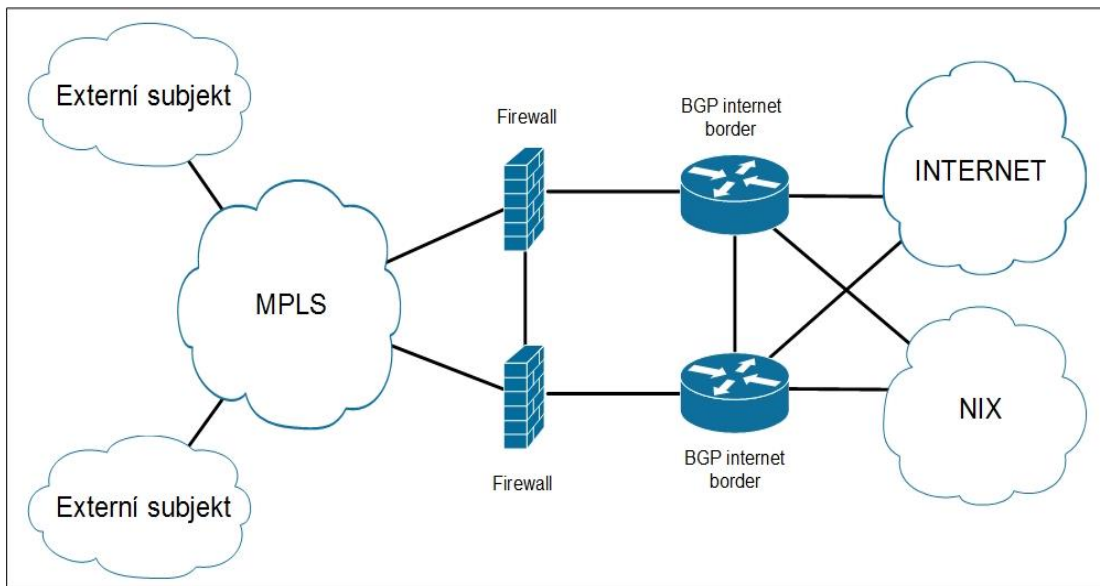 Externí subjekt
Firewall
BGP internet
border
INTERNET
MPLS
NIX
Externí subjekt
Firewall
BGP internet
border